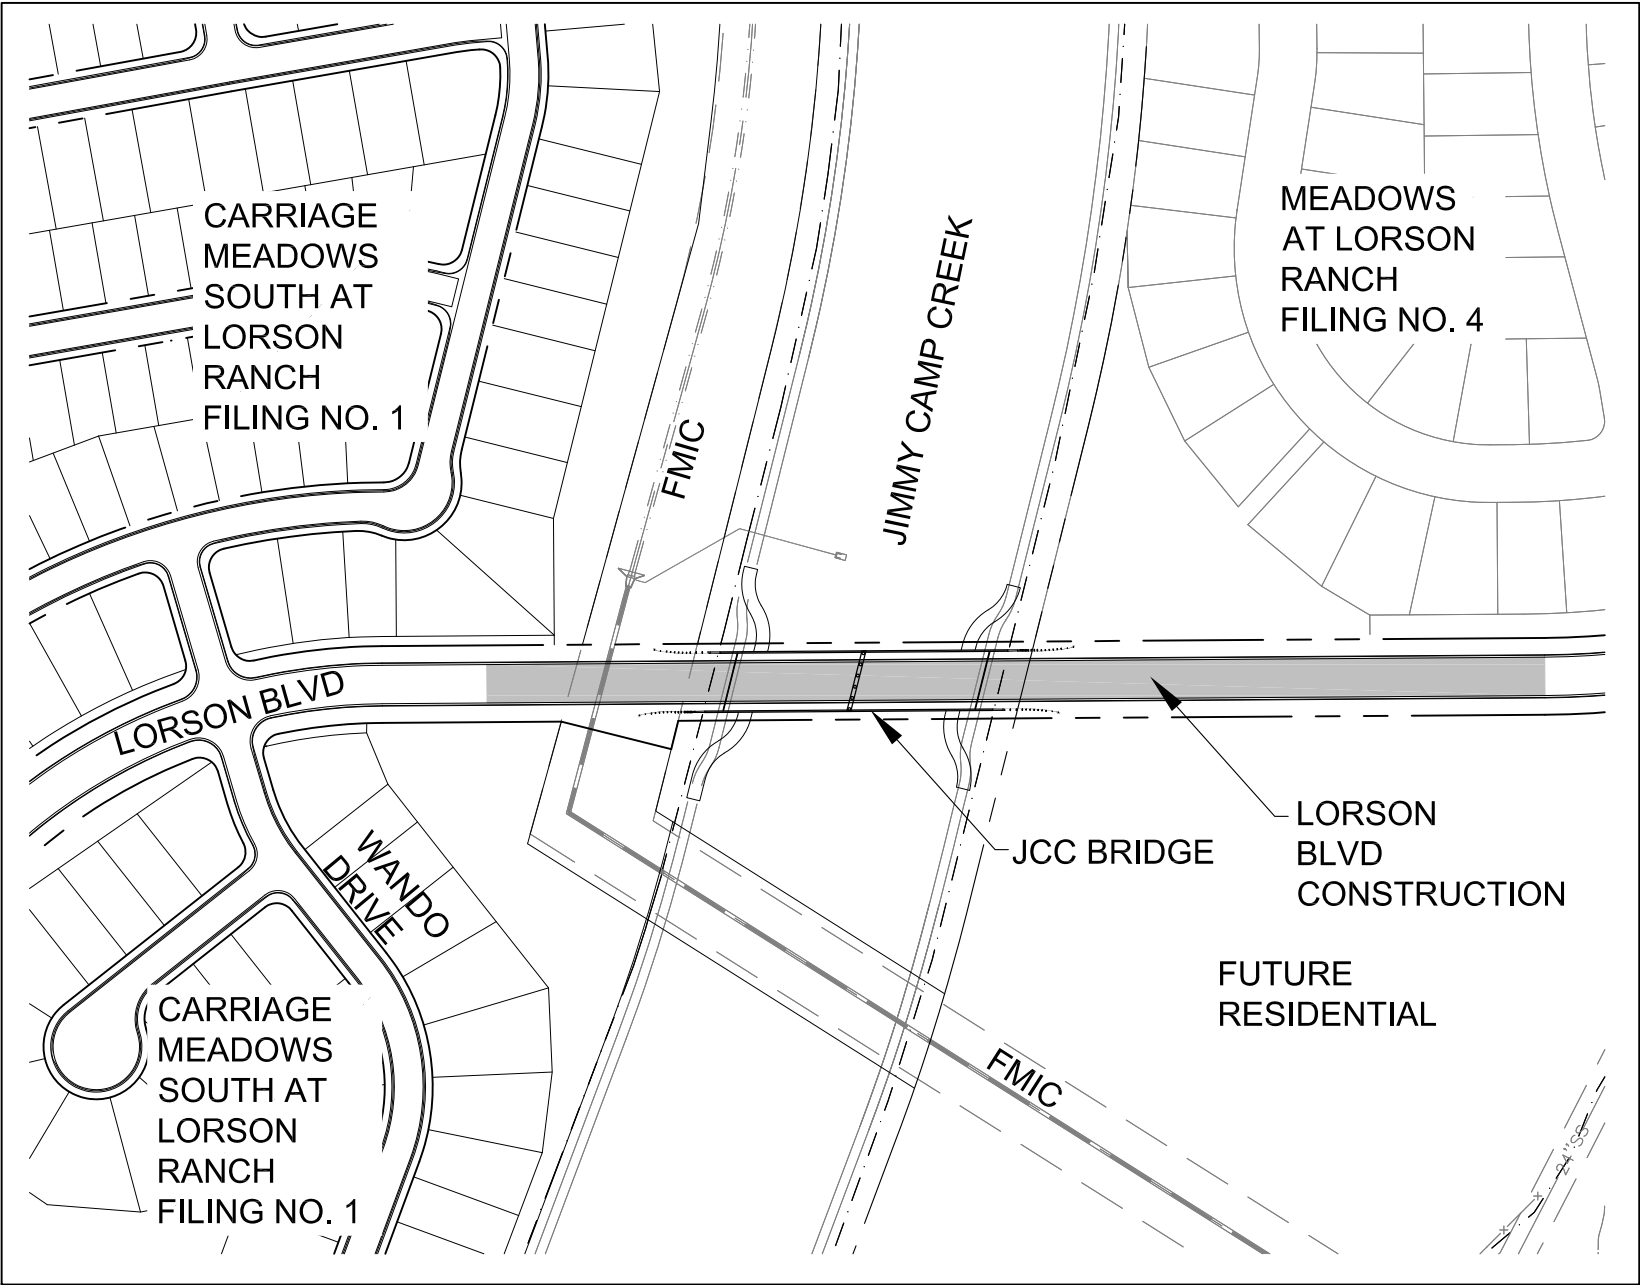 CARRIAGE
MEADOWS
SOUTH AT
LORSON
RANCH
FILING NO. 1
FMIC
JIMMY CAMP CREEK
MEADOWS
AT LORSON
RANCH
FILING NO. 4
LORSON BLVD
WANDO
DRIVE
JCC BRIDGE
LORSON
BLVD
CONSTRUCTION
FUTURE
RESIDENTIAL
CARRIAGE
MEADOWS
SOUTH AT
LORSON
RANCH
FILING NO. 1
FMIC
24"SS